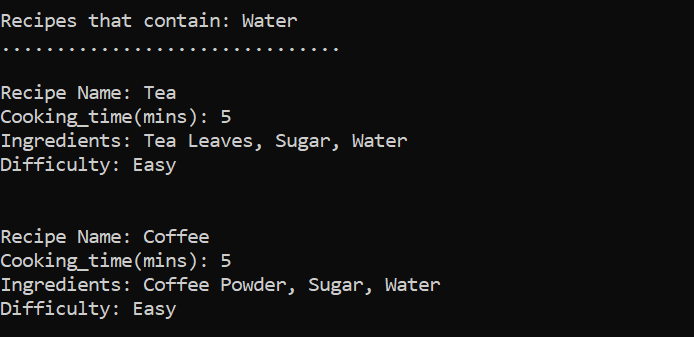 Recipes that contain: Water
...............................
Recipe Name: Tea
Cooking_time(mins): 5
Ingredients: Tea Leaves, Sugar, Water
Difficulty: Easy
Recipe Name: Coffee
Cooking_time(mins): 5
Ingredients: Coffee Powder, Sugar, Water
Difficulty: Easy